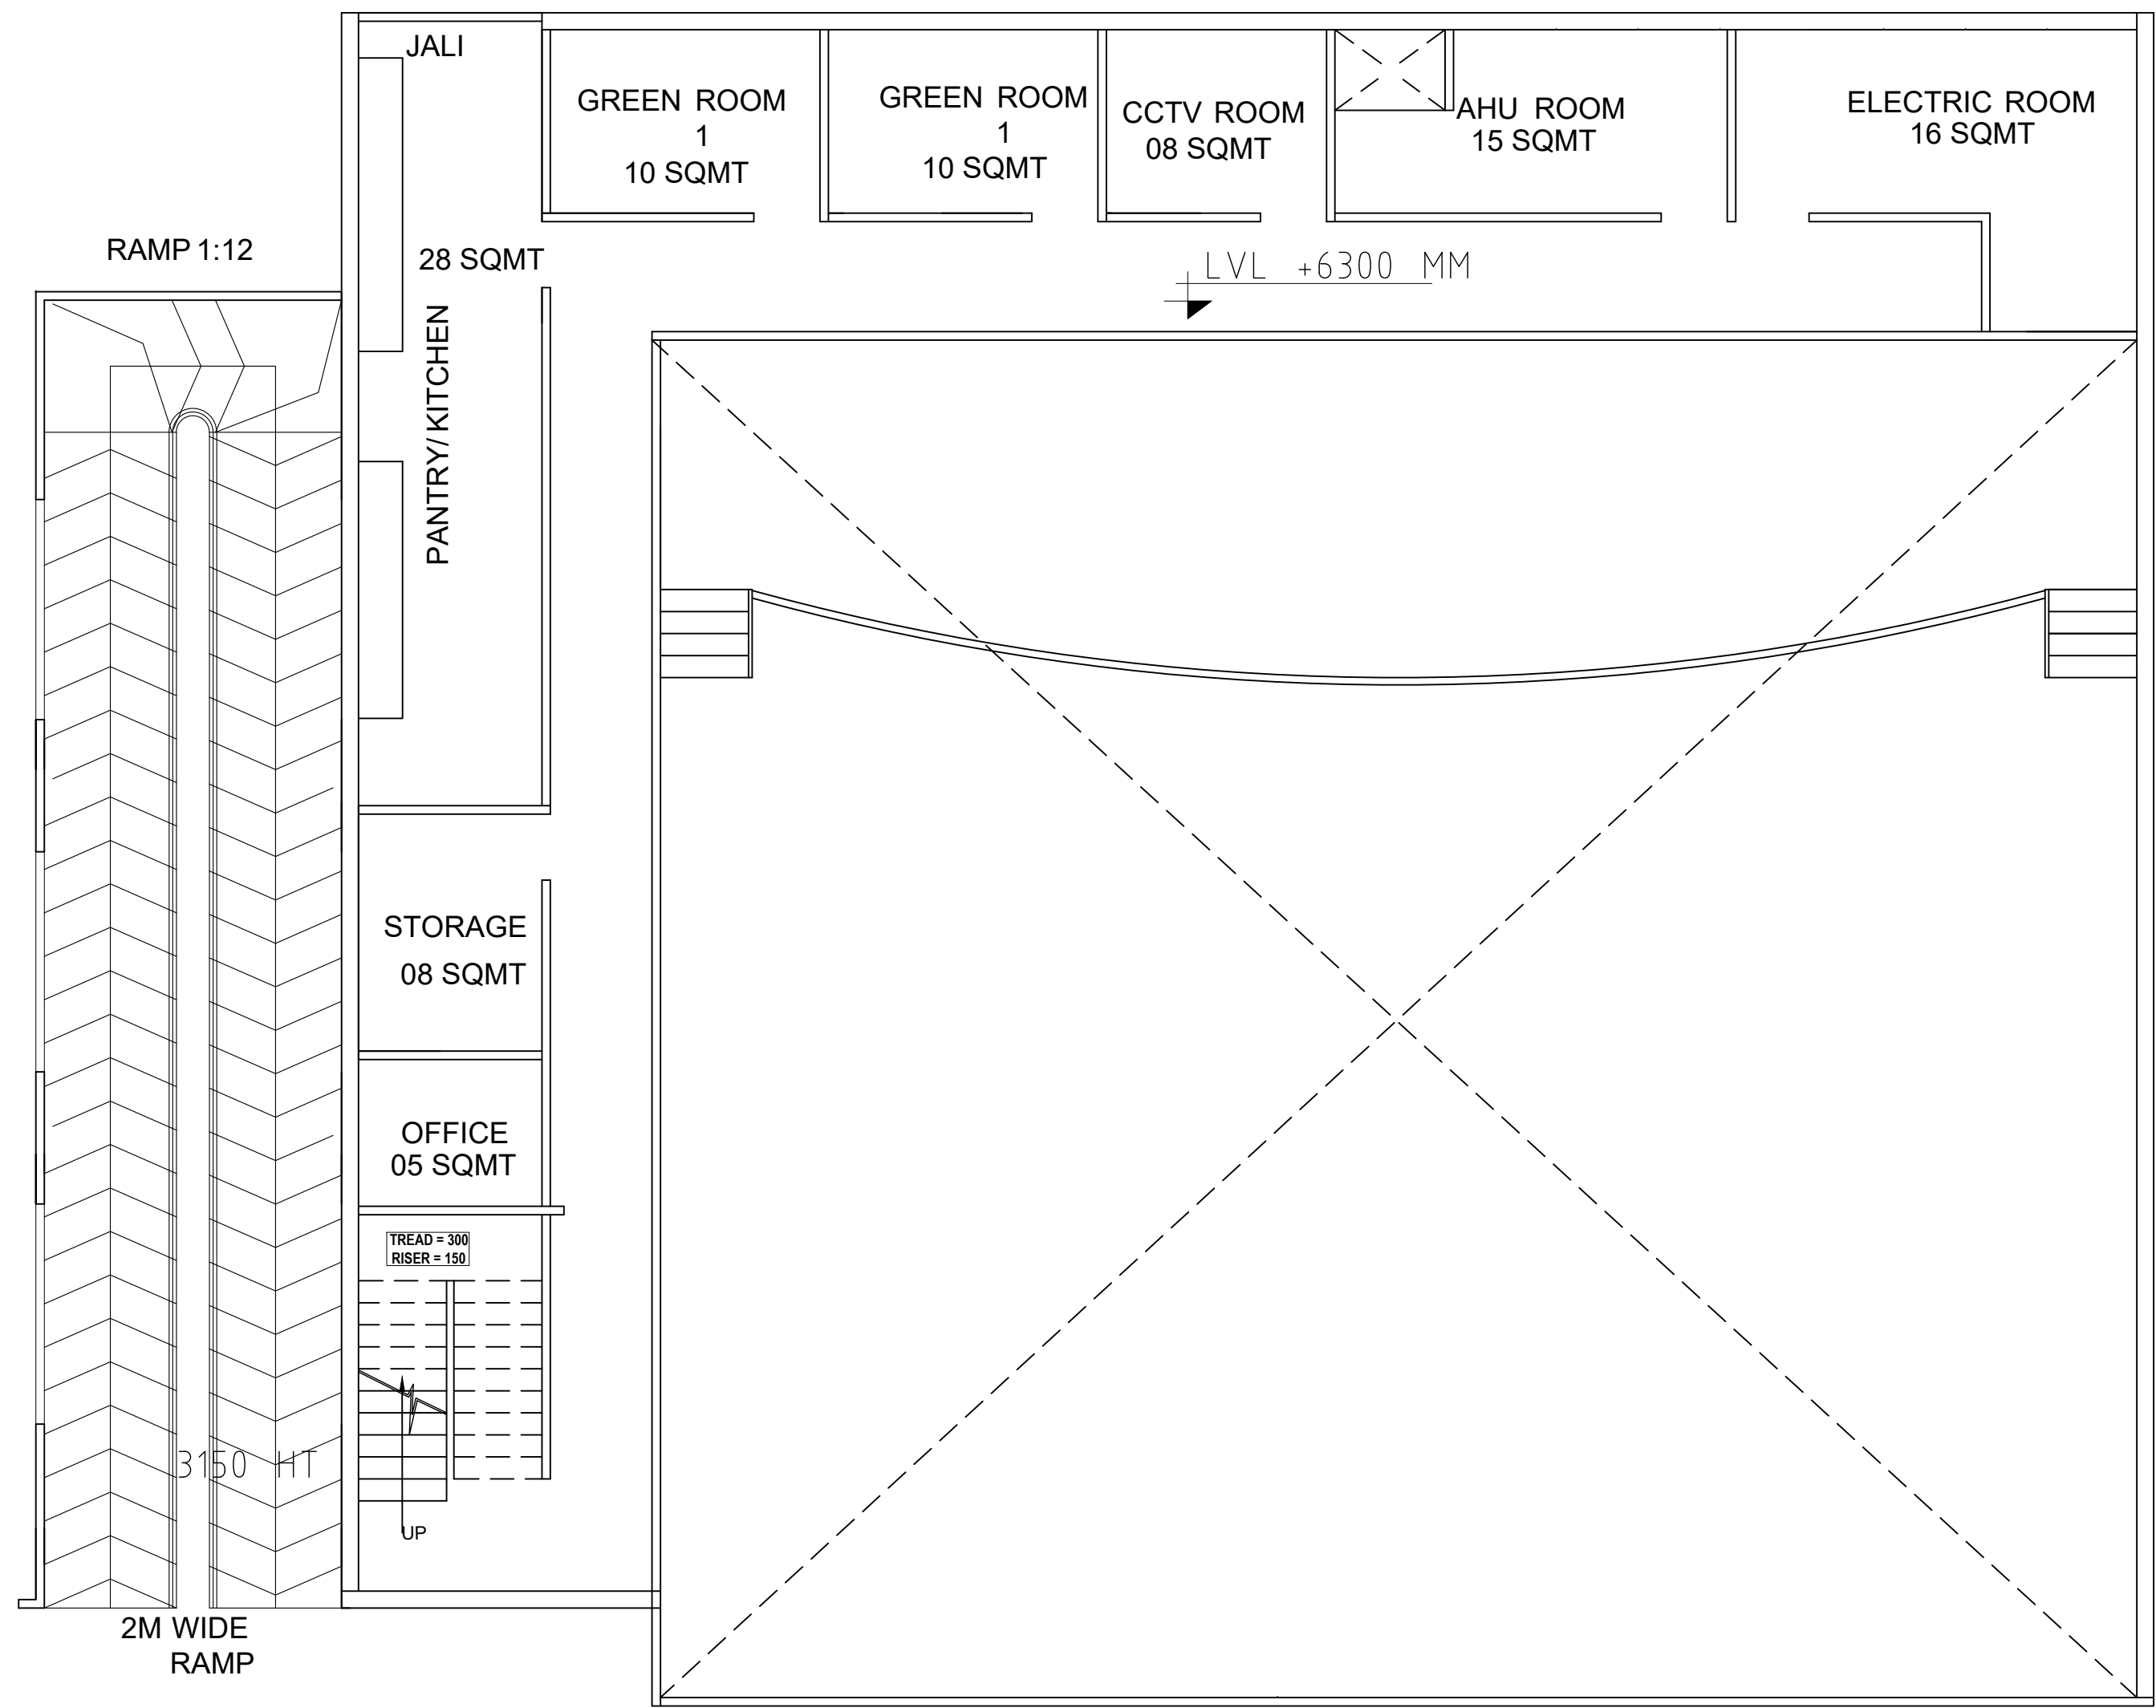 JALI
GREEN ROOM
1
10 SQMT
GREEN ROOM
1
10 SQMT
CCTV ROOM
08 SQMT
AHU ROOM
15 SQMT
ELECTRIC ROOM
16 SQMT
RAMP 1:12
28 SQMT
LVL +6300 MM
PANTRY/KITCHEN
STORAGE
08 SQMT
OFFICE
05 SQMT
TREAD = 300
RISER = 150
3150 HT
UP
2M WIDE
RAMP